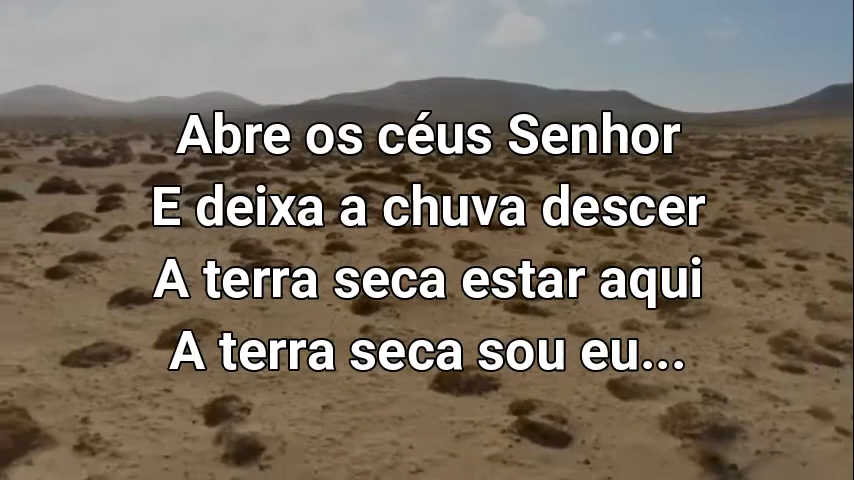 Abre os céus Senhor
E deixa a chuva descer
A terra seca estar aqui
A terra seca sou eu...